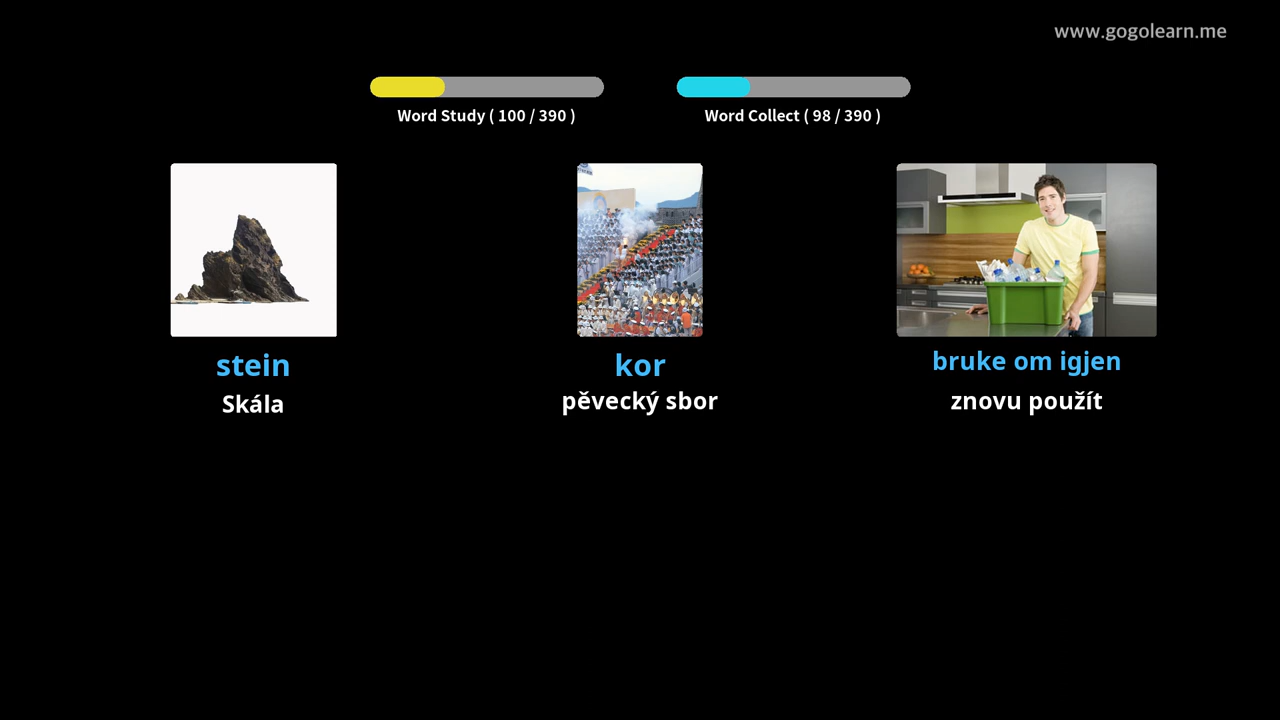 www.gogolearn.me
Word Study ( 100 / 390 )
Word Collect ( 98 / 390 )
stein
Skála
kor
pěvecký sbor
bruke om igjen
znovu použít